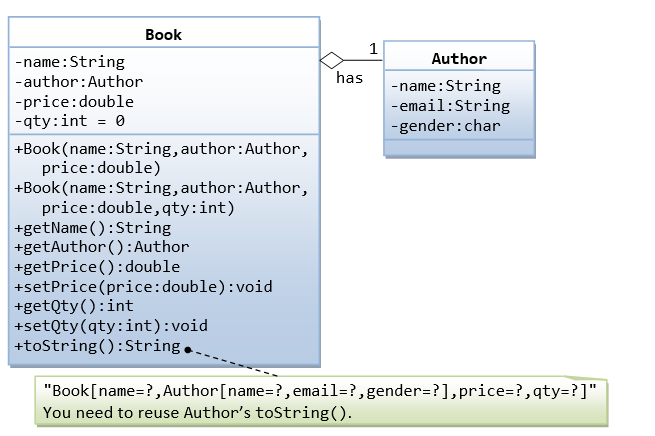 Book
-name:String
-author:Author
-price:double
-qty:int = 0
+Book(name:String,author:Author,
price:double)
+Book(name:String,author:Author,
price:double,qty:int)
+getName():String
+getAuthor():Author
+getPrice():double
+setPrice(price:double):void
+getQty():int
+setQty(qty:int):void
+toString():String
1
has
Author
-name:String
-email:String
-gender:char
"Book[name=?,Author[name=?,email=?,gender=?],price=?,qty=?]"
You need to reuse Author’s toString().